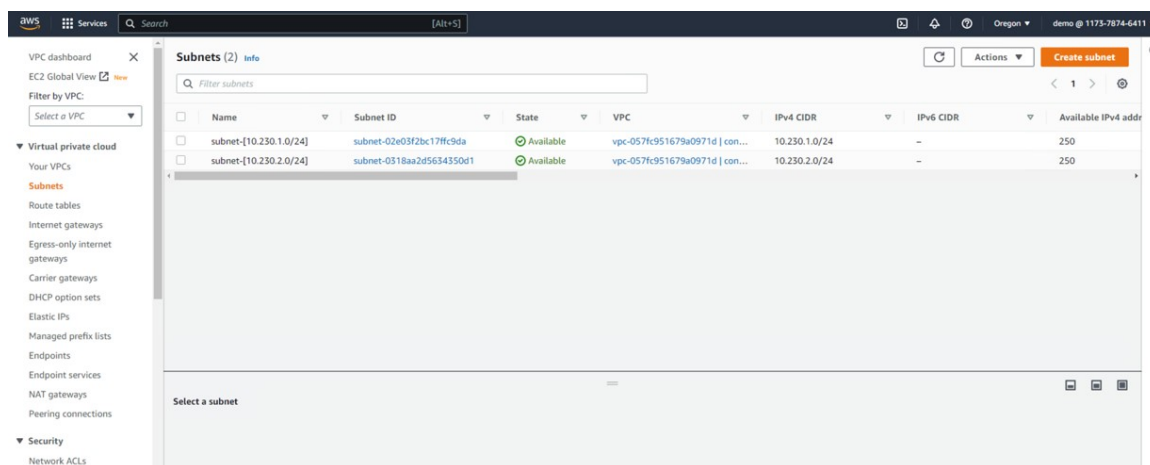 aws Services Search [Alt+S] Oregon demo @ 1173-7874-6411
VPC dashboard
EC2 Global View New
Filter by VPC:
Select a VPC
Virtual private cloud
Your VPCs
Subnets
Route tables
Internet gateways
Egress-only internet
gateways
Carrier gateways
DHCP option sets
Elastic IPs
Managed prefix lists
Endpoints
Endpoint services
NAT gateways
Peering connections
Security
Network ACLs
Subnets (2) Info
Actions Create subnet
Filter subnets
1
Name Subnet ID State VPC IPv4 CIDR IPv6 CIDR Available IPv4 addr
subnet-[10.230.1.0/24] subnet-02e03f2bc17ffc9da Available vpc-057fc951679a0971d | con... 10.230.1.0/24 – 250
subnet-[10.230.2.0/24] subnet-0318aa2d5634350d1 Available vpc-057fc951679a0971d | con... 10.230.2.0/24 – 250
Select a subnet